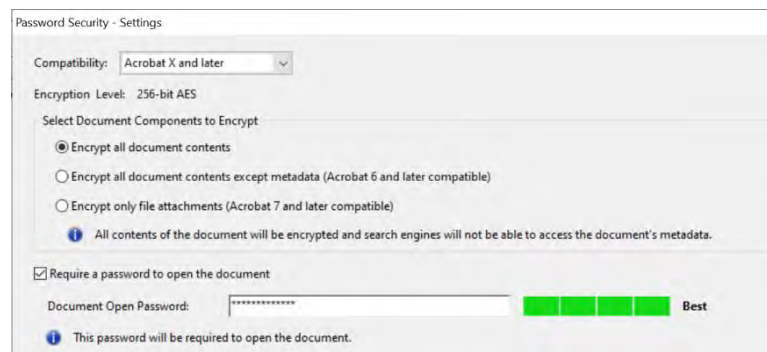 Password Security - Settings
Compatibility: Acrobat X and later
Encryption Level: 256-bit AES
Select Document Components to Encrypt
Encrypt all document contents
Encrypt all document contents except metadata (Acrobat 6 and later compatible)
Encrypt only file attachments (Acrobat 7 and later compatible)
All contents of the document will be encrypted and search engines will not be able to access the document's metadata.
Require a password to open the document
Document Open Password: ************* Best
This password will be required to open the document.